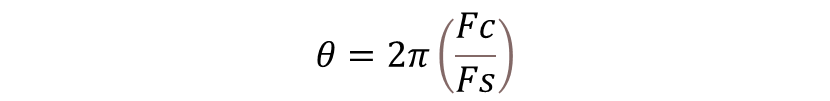 θ = 2π (Fc/Fs)